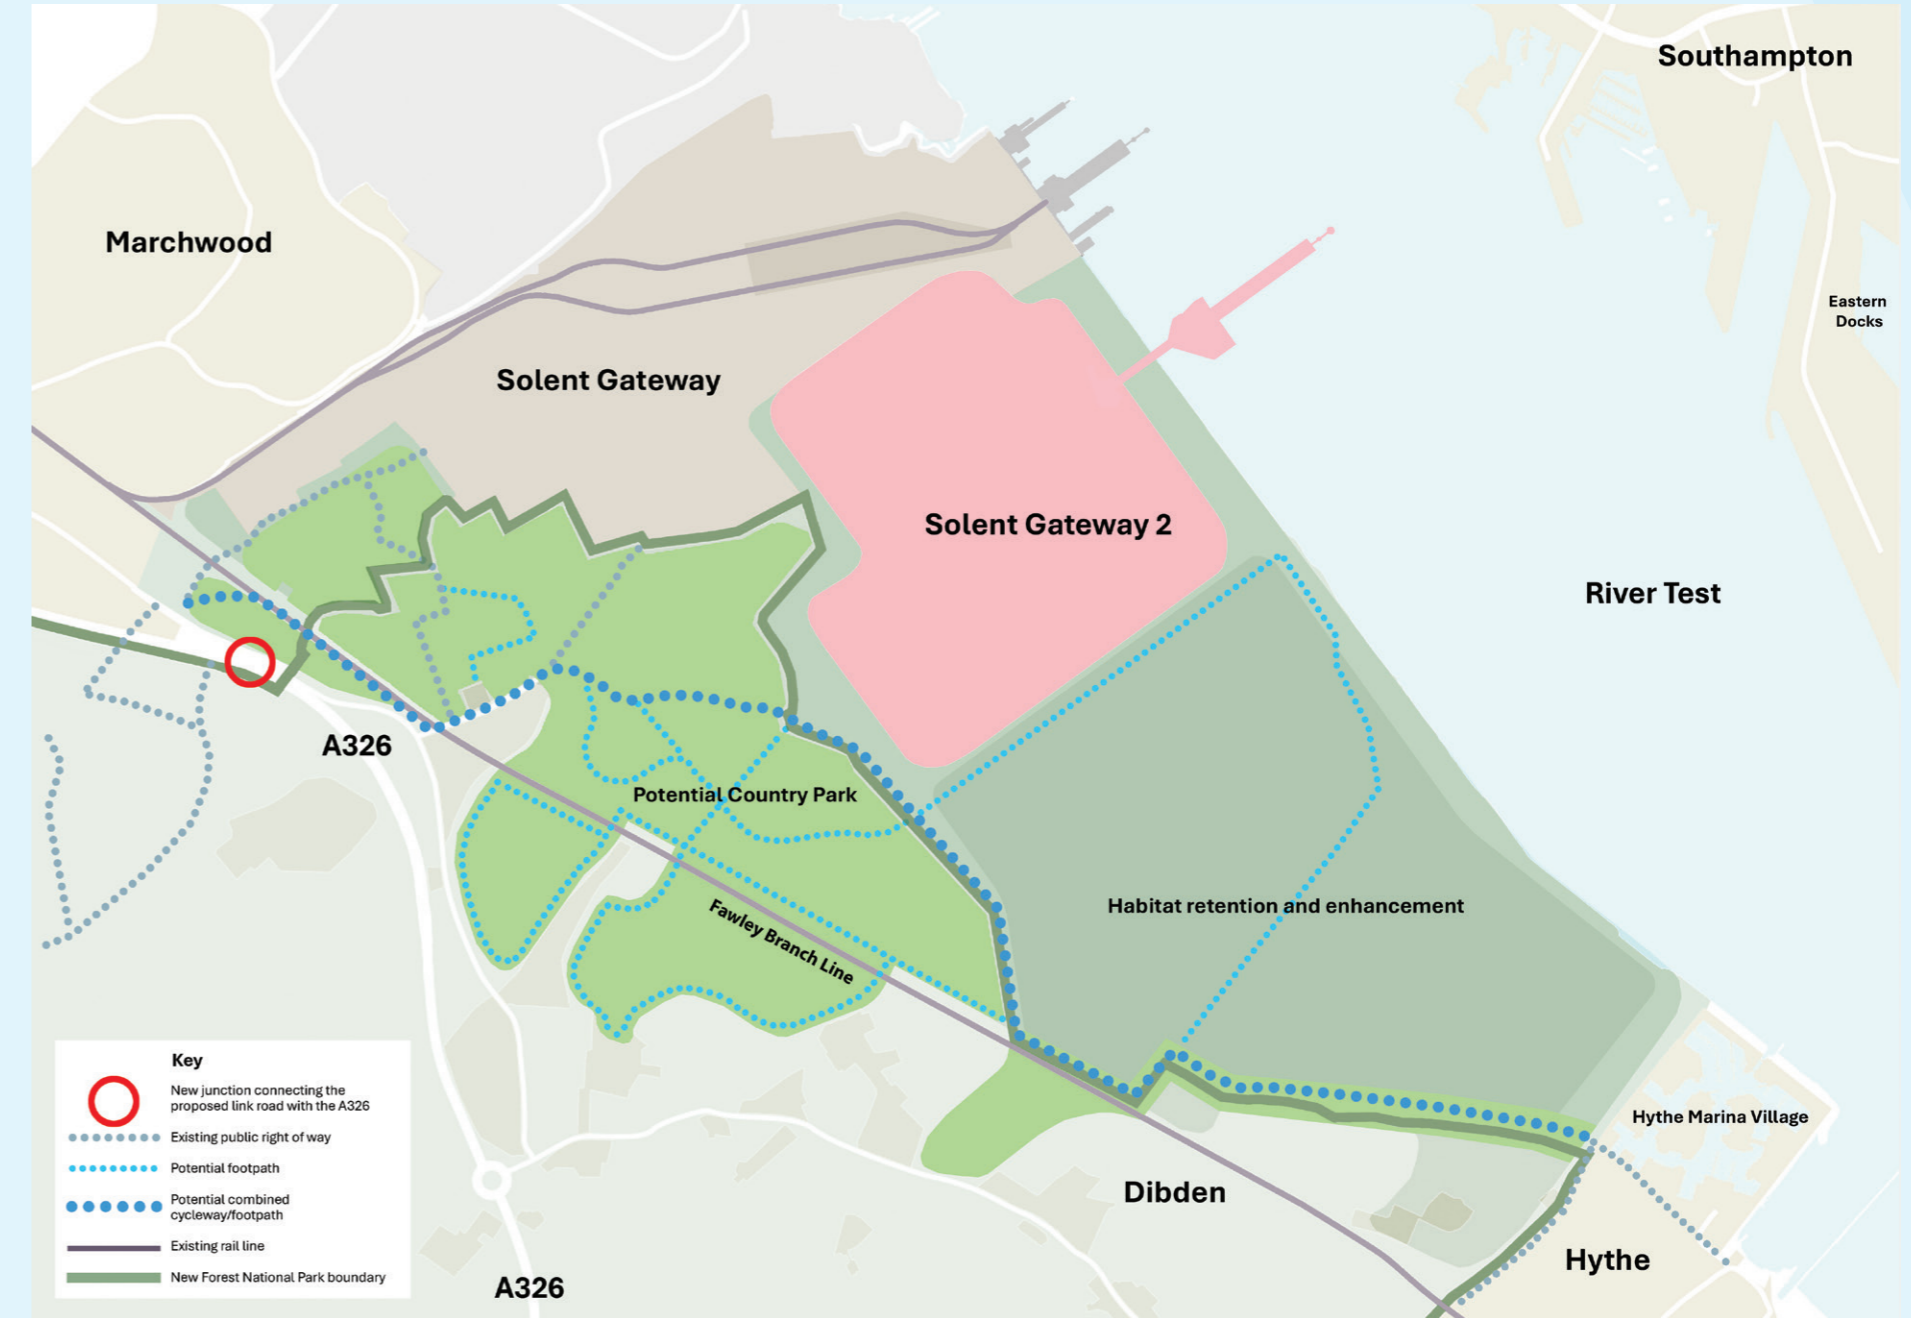 Southampton
Marchwood
Eastern
Docks
Solent Gateway
Solent Gateway 2
River Test
A326
Potential Country Park
Fawley Branch Line
Habitat retention and enhancement
Key
New junction connecting the
proposed link road with the A326
Existing public right of way
Potential footpath
Potential combined
cycleway/footpath
Existing rail line
New Forest National Park boundary
Hythe Marina Village
Dibden
Hythe
A326